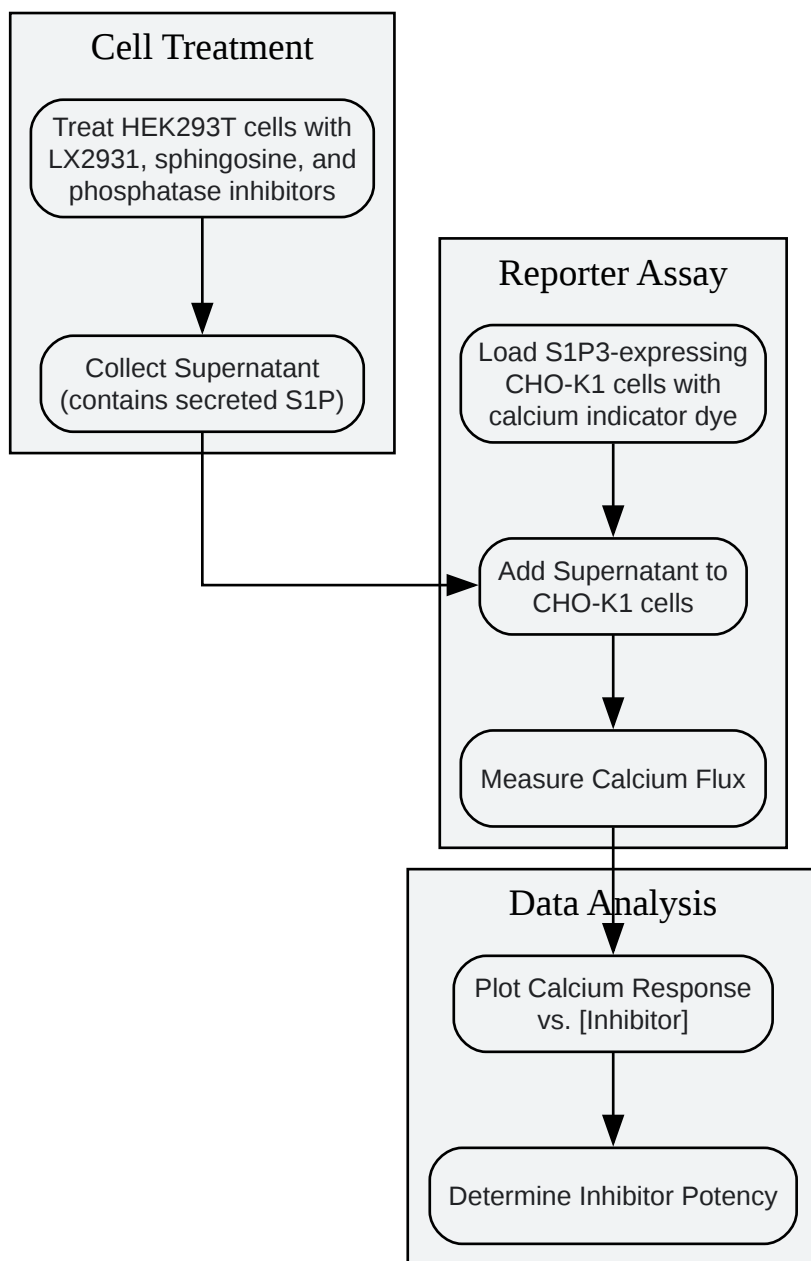 Cell Treatment
Treat HEK293T cells with
LX2931, sphingosine, and
phosphatase inhibitors
Collect Supernatant
(contains secreted S1P)
Reporter Assay
Load S1P3-expressing
CHO-K1 cells with
calcium indicator dye
Add Supernatant to
CHO-K1 cells
Measure Calcium Flux
Data Analysis
Plot Calcium Response
vs. [Inhibitor]
Determine Inhibitor Potency